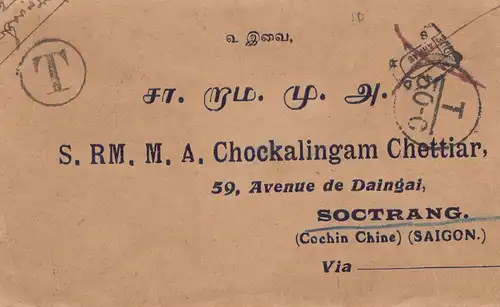 வ இவை,
T
சா. றாம. மு. அ.
T
S. RM. M. A. Chockalingam Chettiar,
59, Avenue de Daingai,
SOCTRANG.
(Cochin Chine) (SAIGON.)
Via